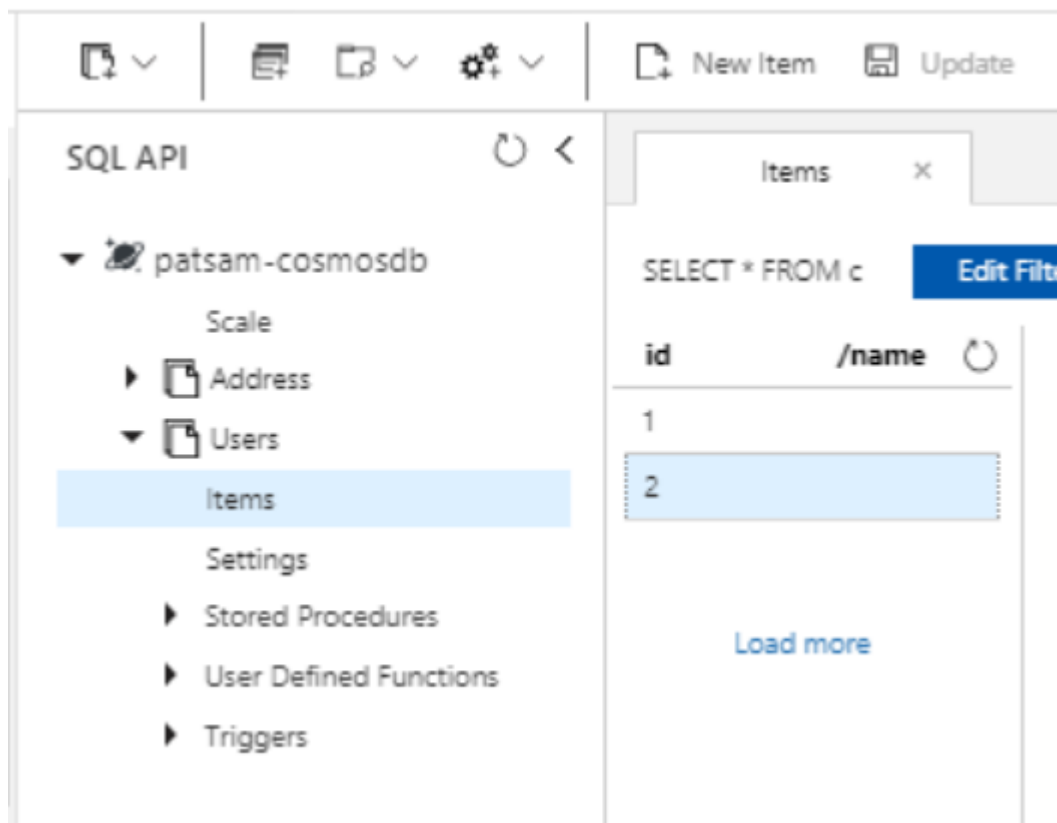 New Item Update
SQL API
patsam-cosmosdb
Scale
Address
Users
Items
Settings
Stored Procedures
User Defined Functions
Triggers
Items ×
SELECT * FROM c Edit
id /name
1
2
Load more